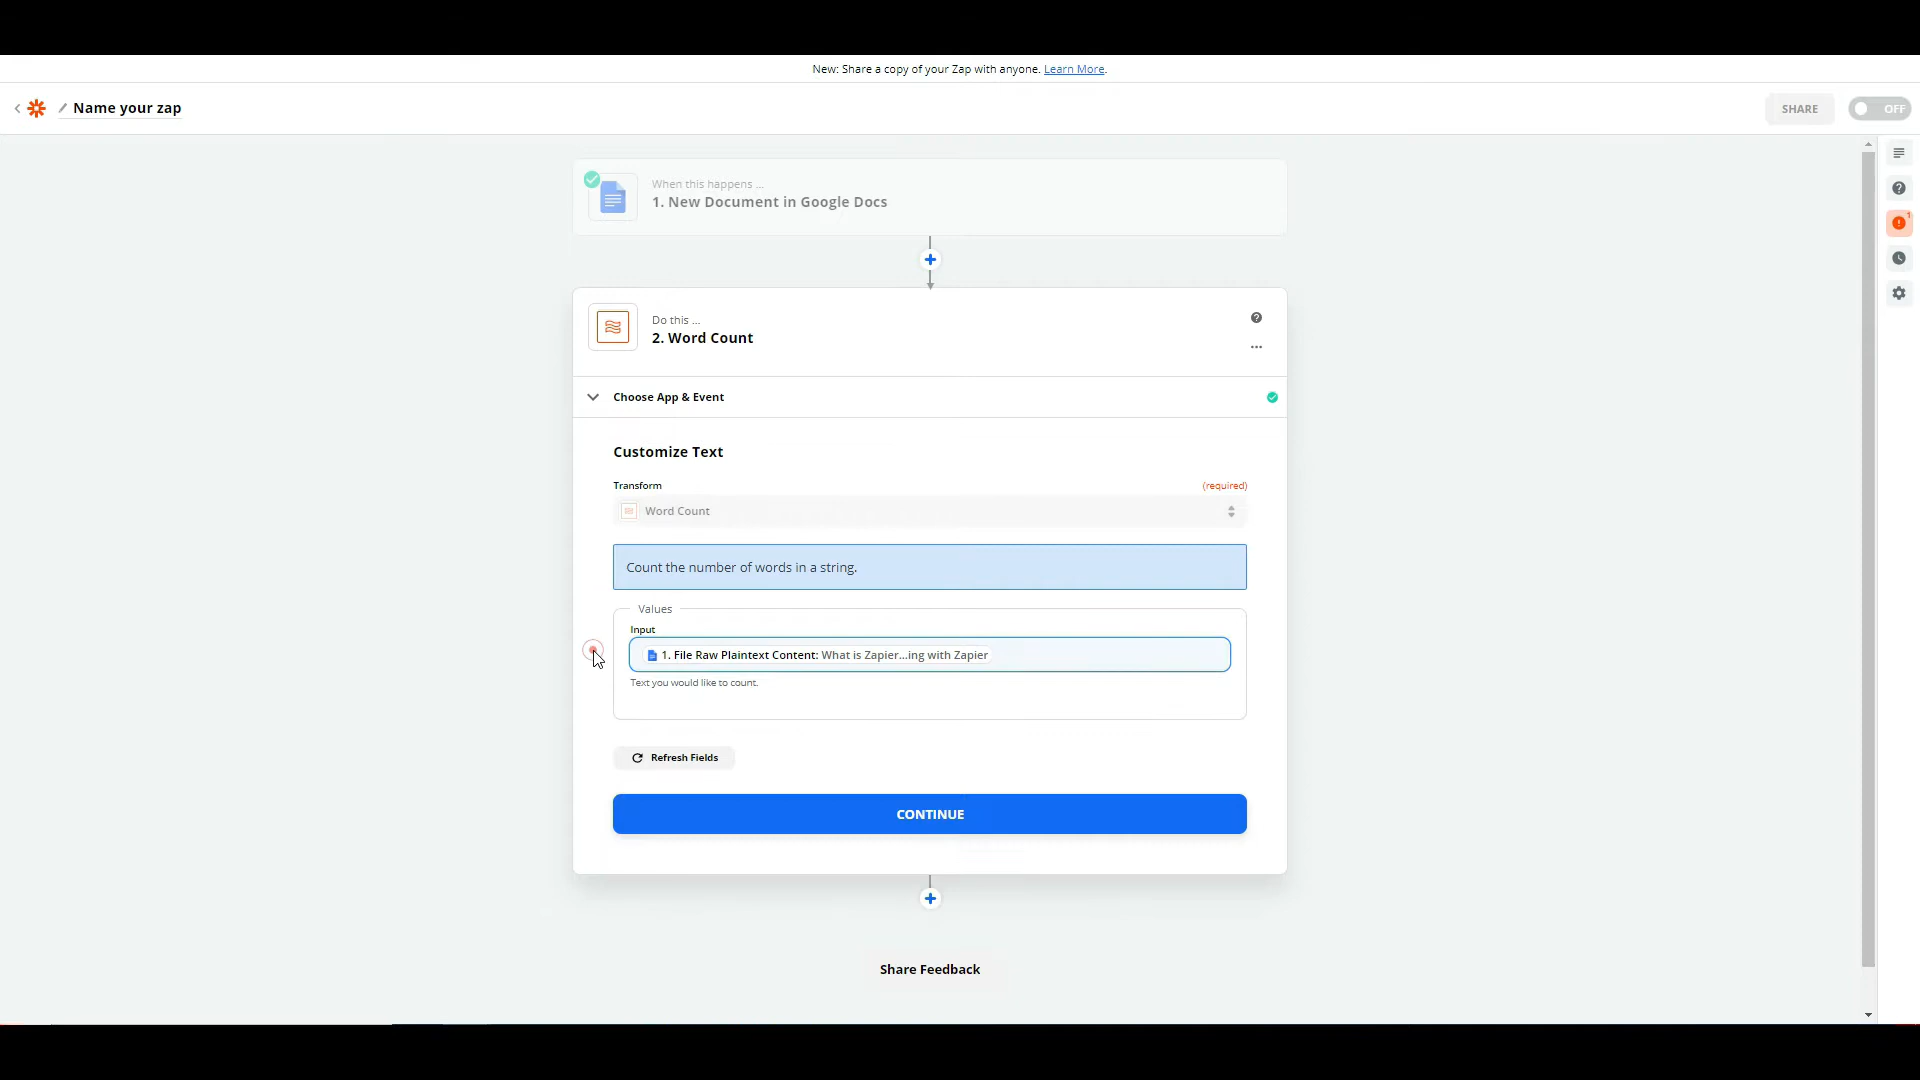 New: Share a copy of your Zap with anyone. Learn More.
Name your zap
SHARE
OFF
When this happens ...
1. New Document in Google Docs
1
Do this ...
2. Word Count
Choose App & Event
Customize Text
Transform
(required)
Word Count
Count the number of words in a string.
Values
Input
1. File Raw Plaintext Content: What is Zapier...ing with Zapier
Text you would like to count.
Refresh Fields
CONTINUE
Share Feedback